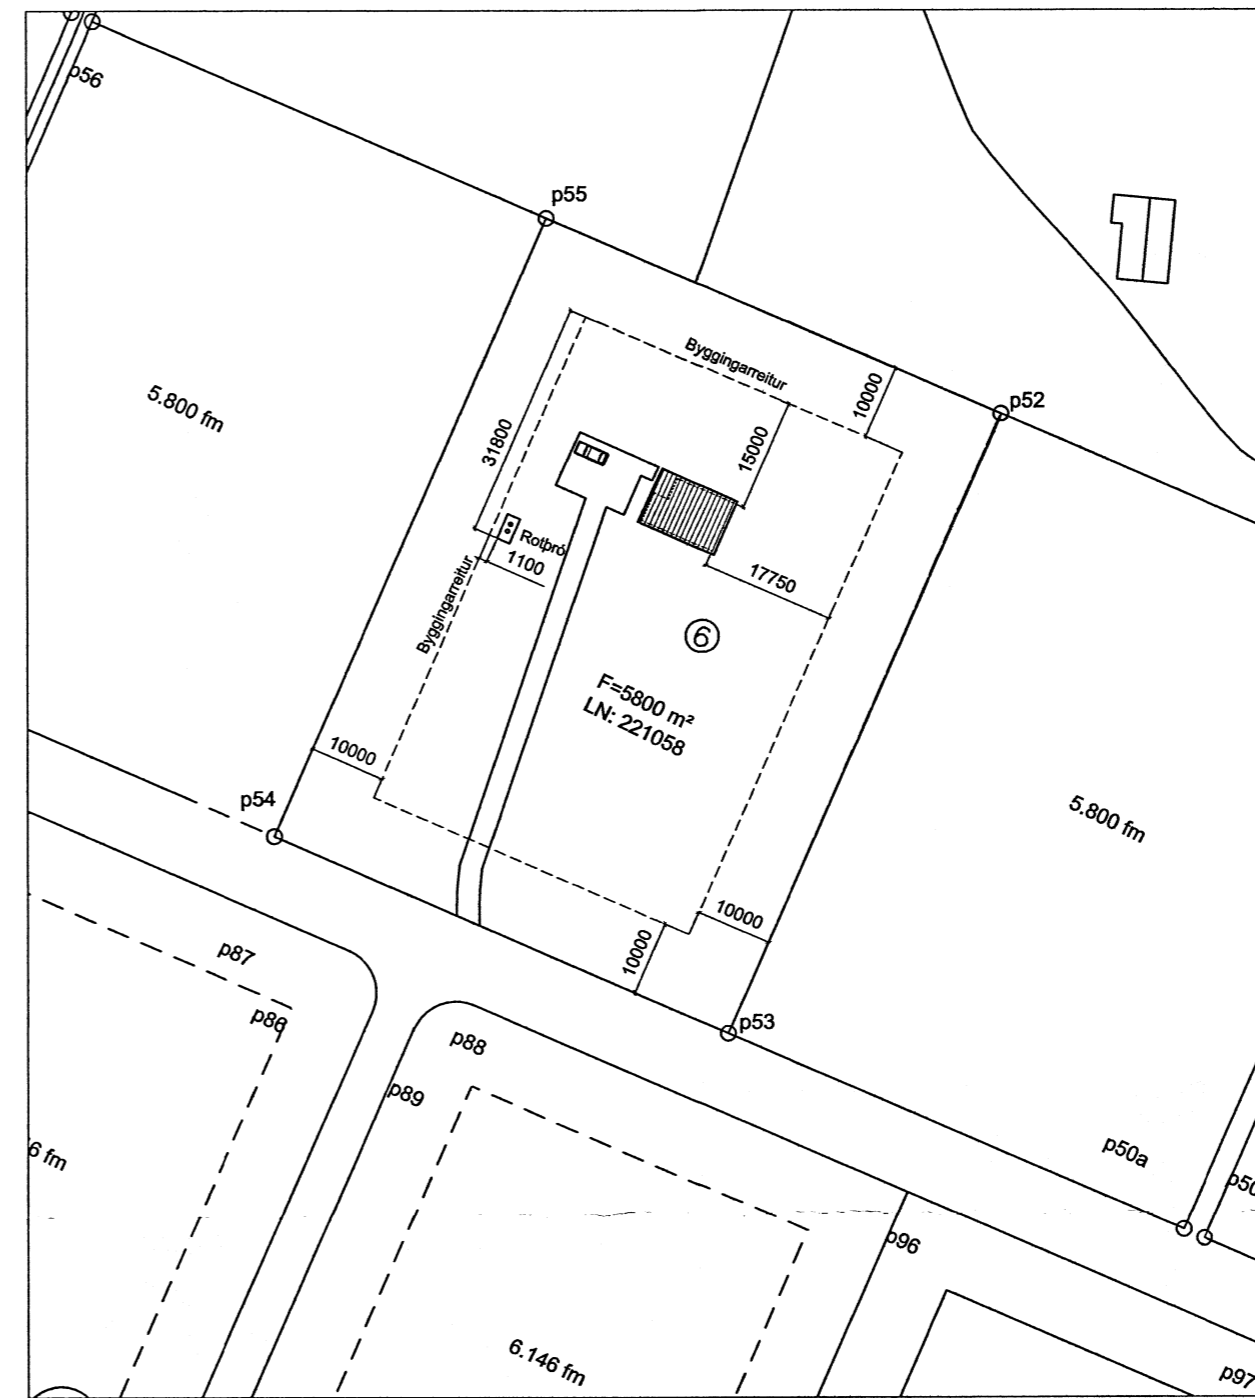 p56
p55
Byggingarreitur
10000
p52
5.800 fm
31800
15000
Rotþró
1100
17750
Byggingarreitur
6
F=5800 m²
LN: 221058
10000
p54
5.800 fm
10000
10000
p87
p86
p53
p88
p89
p50a
p50
6 fm
p96
6.146 fm
p97